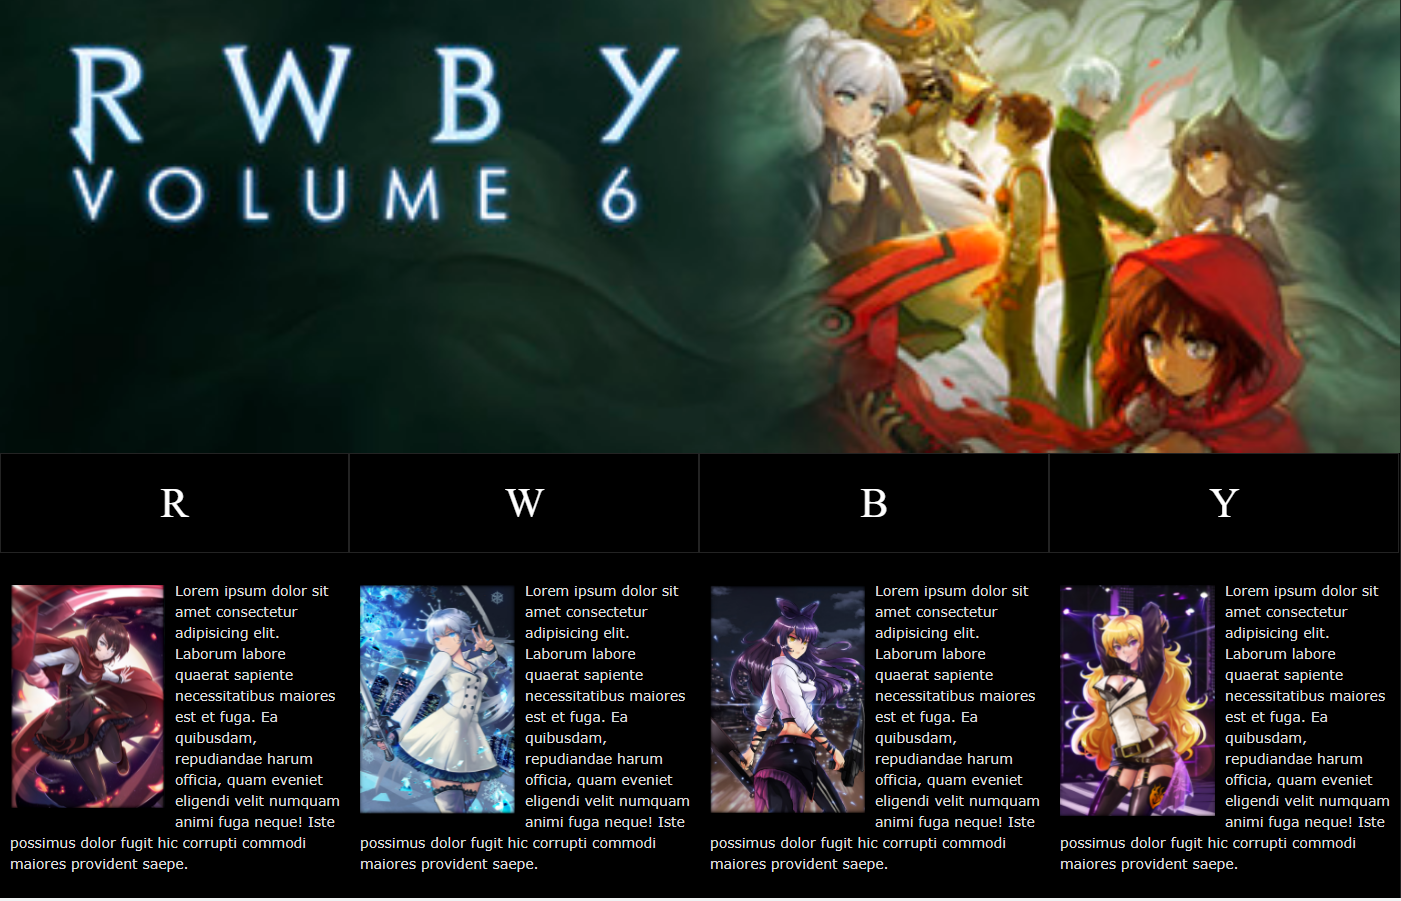 R W B Y
VOLUME 6
R
W
B
Y
Lorem ipsum dolor sit
amet consectetur
adipisicing elit.
Laborum labore
quaerat sapiente
necessitatibus maiores
est et fuga. Ea
quibusdam,
repudiandae harum
officia, quam eveniet
eligendi velit numquam
animi fuga neque! Iste
possimus dolor fugit hic corrupti commodi
maiores provident saepe.
Lorem ipsum dolor sit
amet consectetur
adipisicing elit.
Laborum labore
quaerat sapiente
necessitatibus maiores
est et fuga. Ea
quibusdam,
repudiandae harum
officia, quam eveniet
eligendi velit numquam
animi fuga neque! Iste
possimus dolor fugit hic corrupti commodi
maiores provident saepe.
Lorem ipsum dolor sit
amet consectetur
adipisicing elit.
Laborum labore
quaerat sapiente
necessitatibus maiores
est et fuga. Ea
quibusdam,
repudiandae harum
officia, quam eveniet
eligendi velit numquam
animi fuga neque! Iste
possimus dolor fugit hic corrupti commodi
maiores provident saepe.
Lorem ipsum dolor sit
amet consectetur
adipisicing elit.
Laborum labore
quaerat sapiente
necessitatibus maiores
est et fuga. Ea
quibusdam,
repudiandae harum
officia, quam eveniet
eligendi velit numquam
animi fuga neque! Iste
possimus dolor fugit hic corrupti commodi
maiores provident saepe.